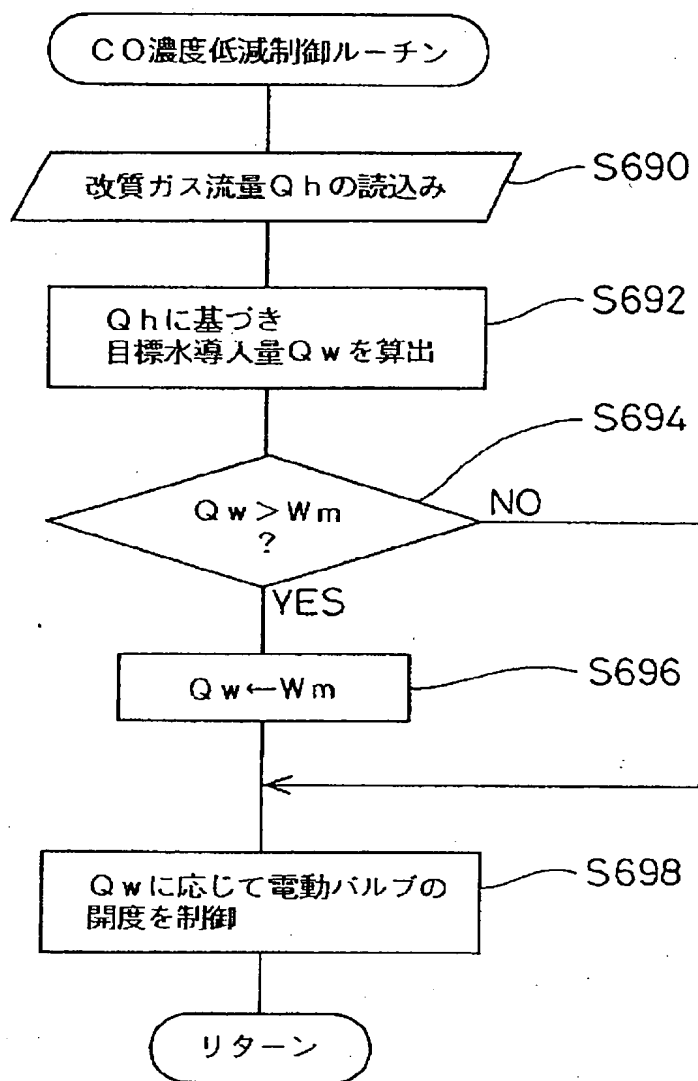 CO濃度低減制御ルーチン
改質ガス流量Qhの読込み
S690
Qhに基づき
目標水導入量Qwを算出
S692
S694
Qw>Wm
?
NO
YES
Qw←Wm
S696
Qwに応じて電動バルブの
開度を制御
S698
リターン